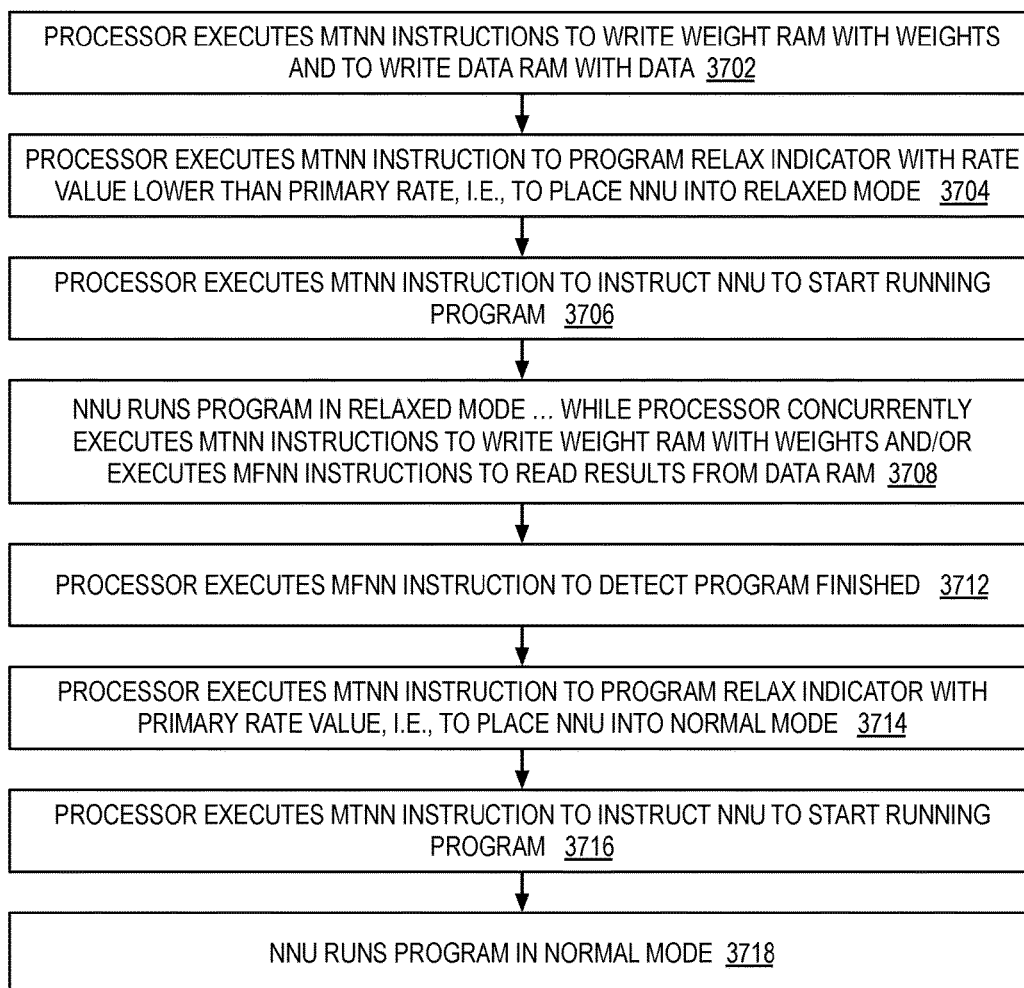 PROCESSOR EXECUTES MTNN INSTRUCTIONS TO WRITE WEIGHT RAM WITH WEIGHTS
AND TO WRITE DATA RAM WITH DATA 3702
PROCESSOR EXECUTES MTNN INSTRUCTION TO PROGRAM RELAX INDICATOR WITH RATE
VALUE LOWER THAN PRIMARY RATE, I.E., TO PLACE NNU INTO RELAXED MODE 3704
PROCESSOR EXECUTES MTNN INSTRUCTION TO INSTRUCT NNU TO START RUNNING
PROGRAM 3706
NNU RUNS PROGRAM IN RELAXED MODE ... WHILE PROCESSOR CONCURRENTLY
EXECUTES MTNN INSTRUCTIONS TO WRITE WEIGHT RAM WITH WEIGHTS AND/OR
EXECUTES MFNN INSTRUCTIONS TO READ RESULTS FROM DATA RAM 3708
PROCESSOR EXECUTES MFNN INSTRUCTION TO DETECT PROGRAM FINISHED 3712
PROCESSOR EXECUTES MTNN INSTRUCTION TO PROGRAM RELAX INDICATOR WITH
PRIMARY RATE VALUE, I.E., TO PLACE NNU INTO NORMAL MODE 3714
PROCESSOR EXECUTES MTNN INSTRUCTION TO INSTRUCT NNU TO START RUNNING
PROGRAM 3716
NNU RUNS PROGRAM IN NORMAL MODE 3718